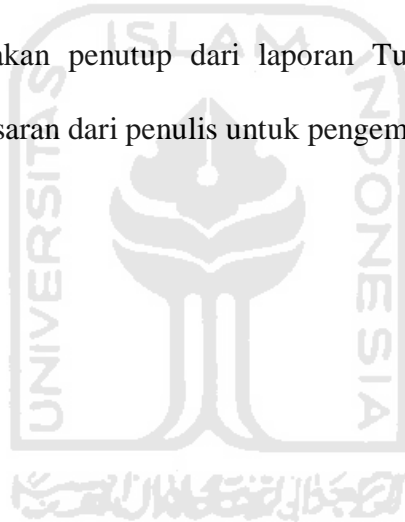 akan penutup dari laporan Tu
saran dari penulis untuk pengem
ISLAM
UNIVERSITAS
INDONESIA